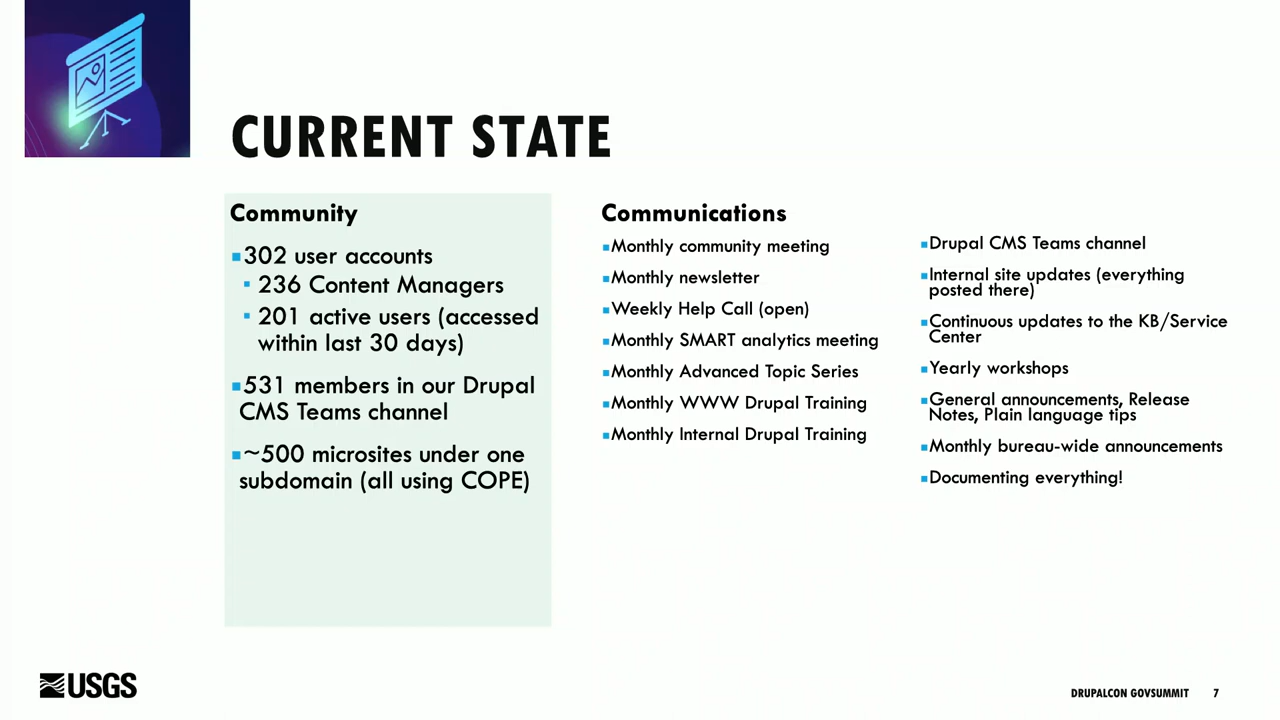 CURRENT STATE
Community
302 user accounts
236 Content Managers
201 active users (accessed
within last 30 days)
531 members in our Drupal
CMS Teams channel
~500 microsites under one
subdomain (all using COPE)
Communications
Monthly community meeting
Monthly newsletter
Weekly Help Call (open)
Monthly SMART analytics meeting
Monthly Advanced Topic Series
Monthly WWW Drupal Training
Monthly Internal Drupal Training
Drupal CMS Teams channel
Internal site updates (everything
posted there)
Continuous updates to the KB/Service
Center
Yearly workshops
General announcements, Release
Notes, Plain language tips
Monthly bureau-wide announcements
Documenting everything!
USGS
DRUPALCON GOVSUMMIT 7